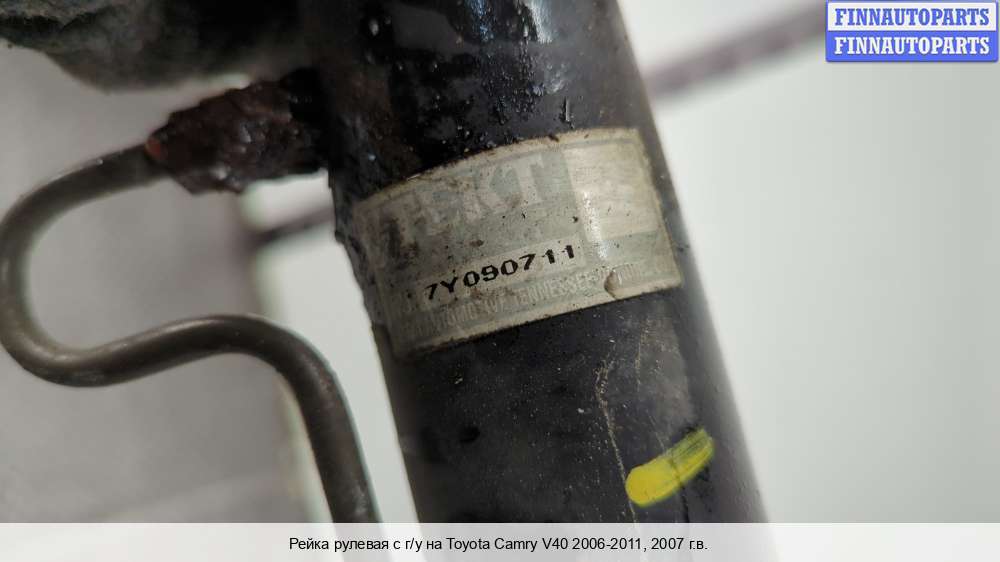 FINNAUTOPARTS
FINNAUTOPARTS
7Y090711
Рейка рулевая с г/у на Toyota Camry V40 2006-2011, 2007 г.в.